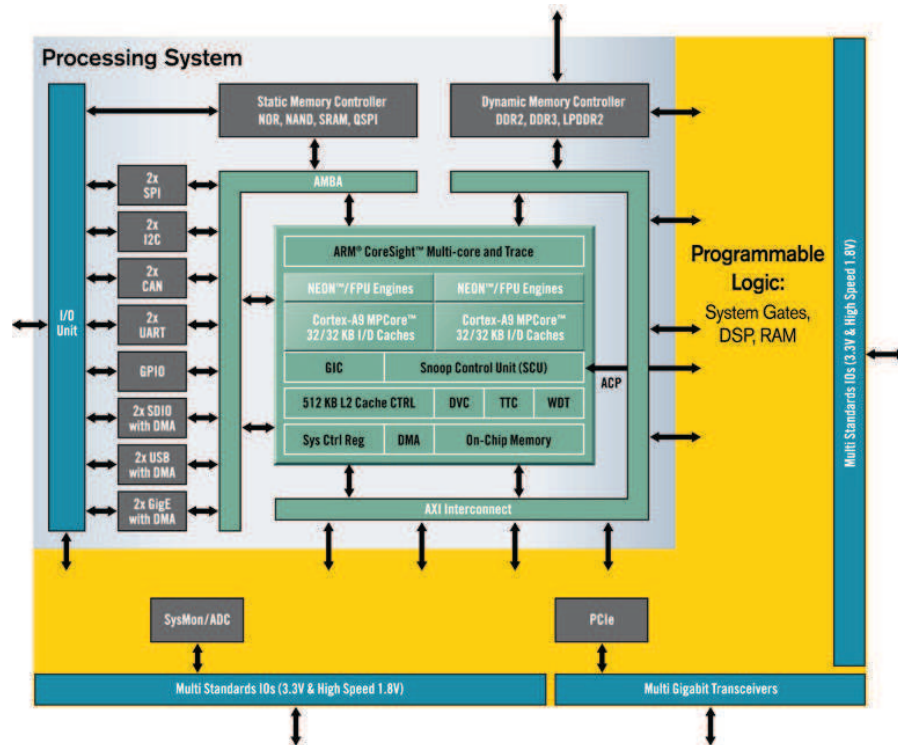 Processing System
Static Memory Controller
NOR, NAND, SRAM, QSPI
Dynamic Memory Controller
DDR2, DDR3, LPDDR2
AMBA
2x
SPI
2x
I2C
2x
CAN
2x
UART
GPIO
2x SDIO
with DMA
2x USB
with DMA
2x GigE
with DMA
I/O
Unit
ARM® CoreSight™ Multi-core and Trace
NEON™/FPU Engines
NEON™/FPU Engines
Cortex-A9 MPCore™
32/32 KB I/D Caches
Cortex-A9 MPCore™
32/32 KB I/D Caches
GIC
Snoop Control Unit (SCU)
512 KB L2 Cache CTRL
DVC
TTC
WDT
Sys Ctrl Reg
DMA
On-Chip Memory
ACP
AXI Interconnect
Programmable
Logic:
System Gates,
DSP, RAM
Multi Standards IOs (3.3V & High Speed 1.8V)
SysMon/ADC
PCIe
Multi Standards IOs (3.3V & High Speed 1.8V)
Multi Gigabit Transceivers